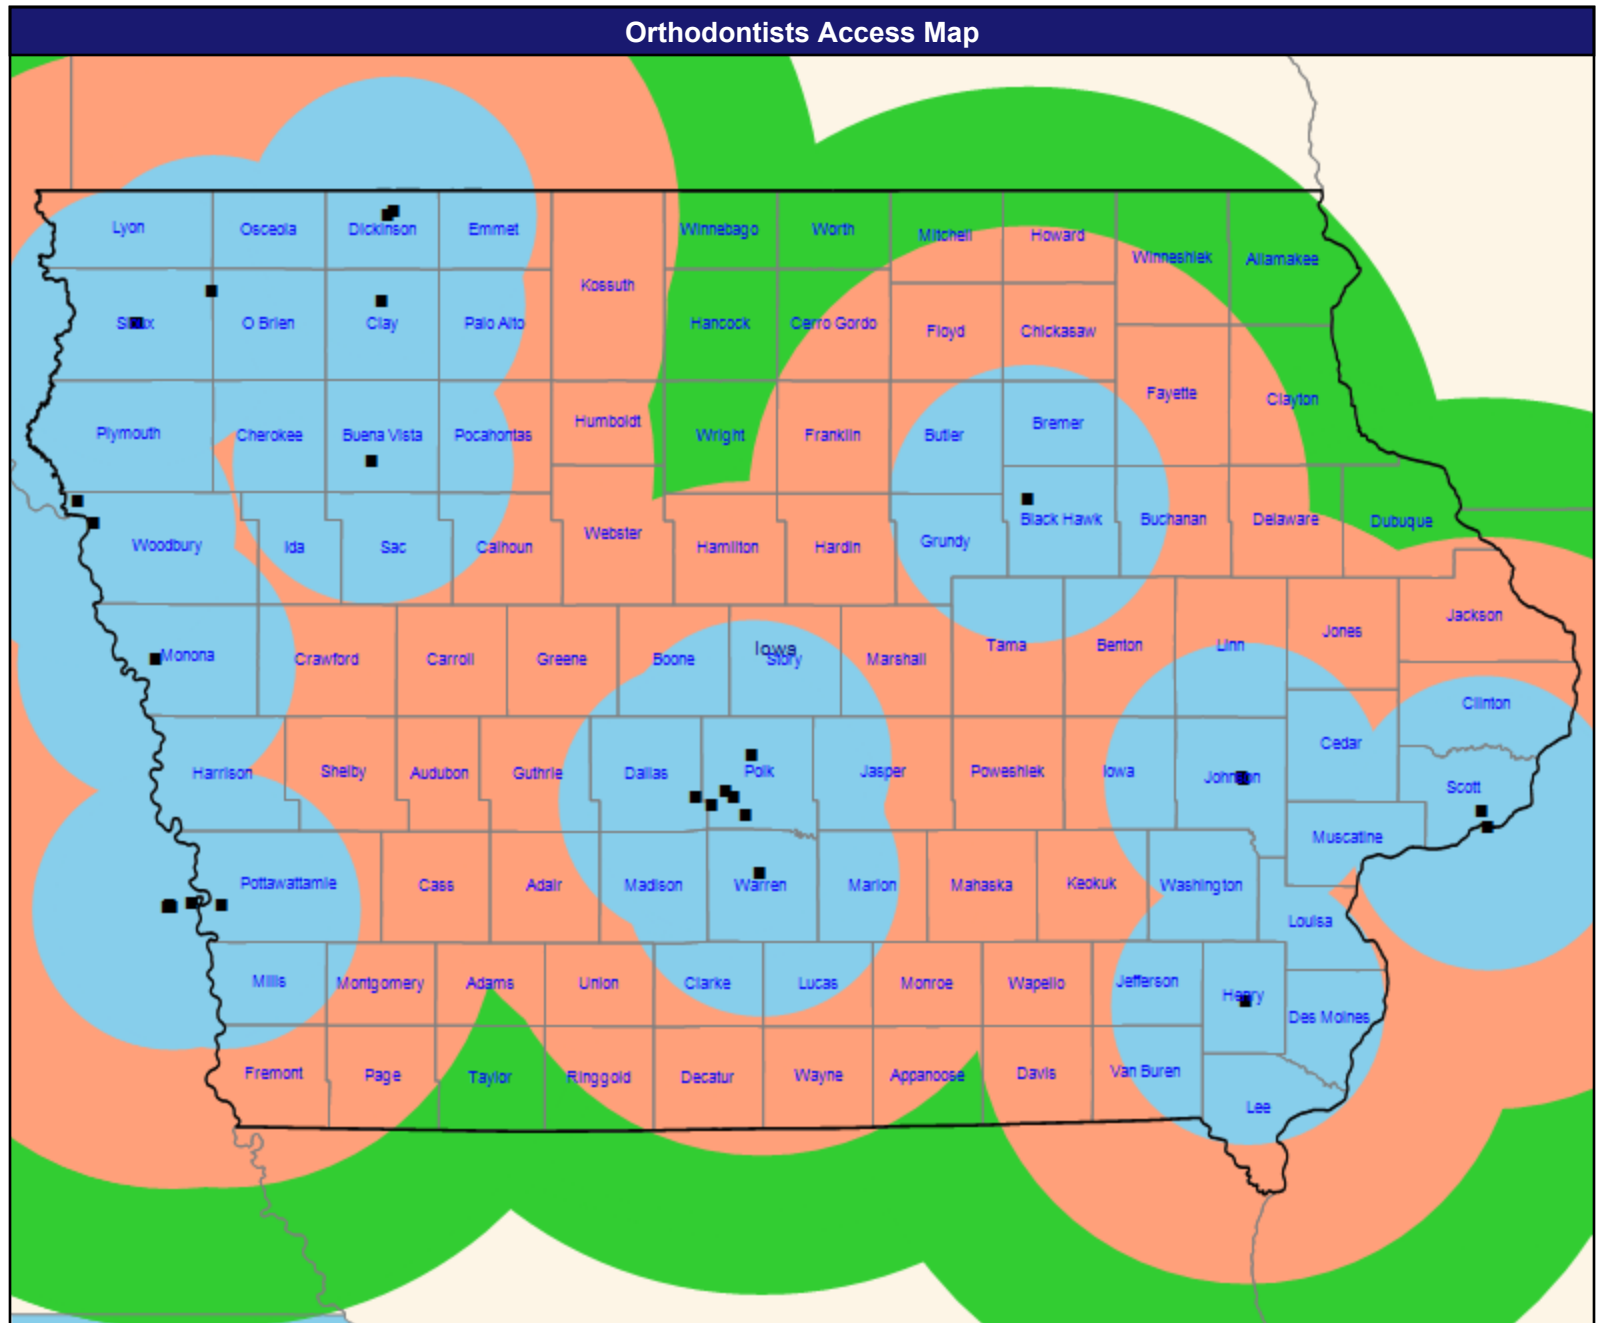 Orthodontists Access Map
Lyon
Osceola
Dickinson
Emmet
Winnebago
Worth
Mitchell
Howard
Winneshiek
Allamakee
Kossuth
Sioux
O Brien
Clay
Palo Alto
Hancock
Cerro Gordo
Floyd
Chickasaw
Fayette
Clayton
Plymouth
Cherokee
Buena Vista
Pocahontas
Humboldt
Wright
Franklin
Butler
Bremer
Woodbury
Ida
Sac
Calhoun
Webster
Hamilton
Hardin
Grundy
Black Hawk
Buchanan
Delaware
Dubuque
Monona
Crawford
Carroll
Greene
Boone
Iowa
Story
Marshall
Tama
Benton
Linn
Jones
Jackson
Clinton
Harrison
Shelby
Audubon
Guthrie
Dallas
Polk
Jasper
Poweshiek
Iowa
Johnson
Cedar
Scott
Muscatine
Pottawattamie
Cass
Adair
Madison
Warren
Marion
Mahaska
Keokuk
Washington
Louisa
Mills
Montgomery
Adams
Union
Clarke
Lucas
Monroe
Wapello
Jefferson
Henry
Des Moines
Fremont
Page
Taylor
Ringgold
Decatur
Wayne
Appanoose
Davis
Van Buren
Lee